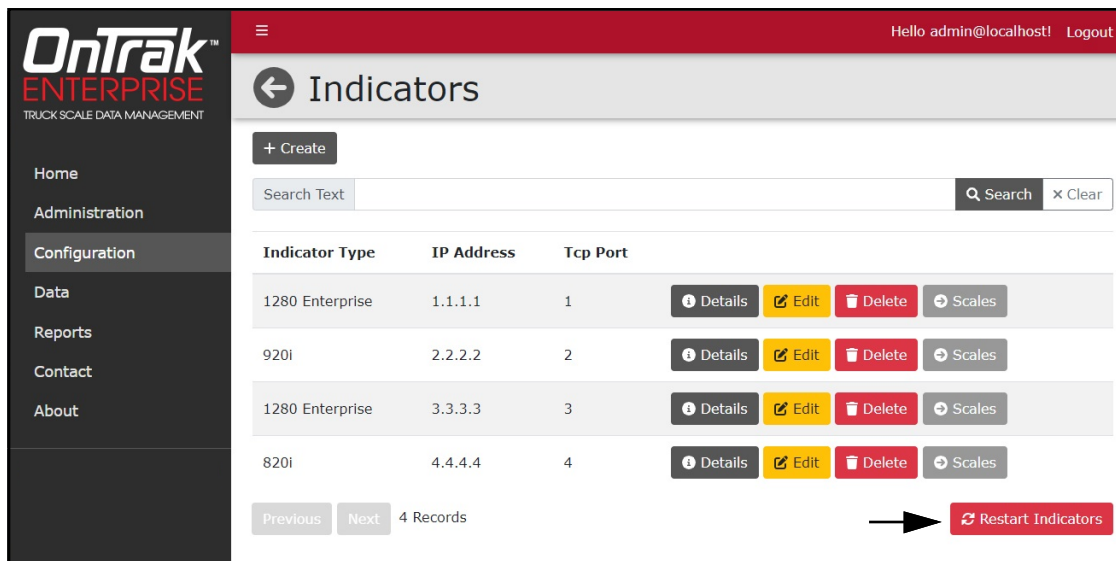 OnTrak™
ENTERPRISE
TRUCK SCALE DATA MANAGEMENT
Home
Administration
Configuration
Data
Reports
Contact
About
Hello admin@localhost! Logout
Indicators
+ Create
Search Text Search × Clear
Indicator Type IP Address Tcp Port
1280 Enterprise 1.1.1.1 1 Details Edit Delete Scales
920i 2.2.2.2 2 Details Edit Delete Scales
1280 Enterprise 3.3.3.3 3 Details Edit Delete Scales
820i 4.4.4.4 4 Details Edit Delete Scales
Previous Next 4 Records Restart Indicators